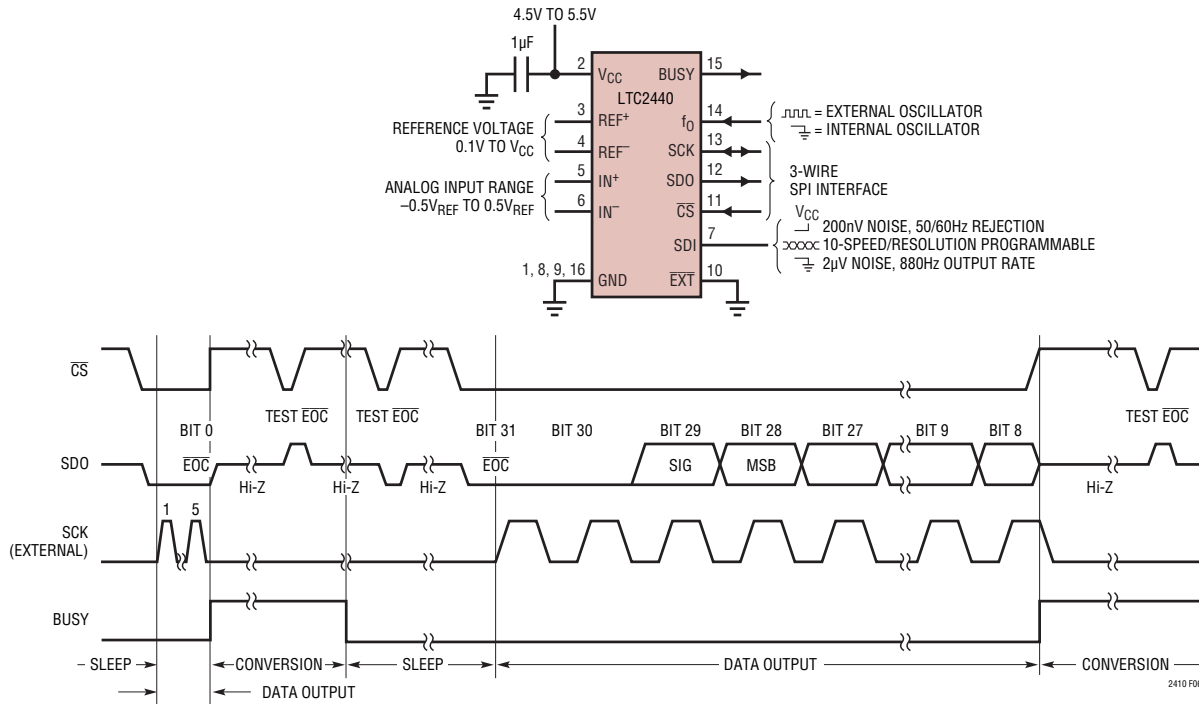 4.5V TO 5.5V
1µF
2 VCC BUSY 15
LTC2440
3 REF+ fO 14
= EXTERNAL OSCILLATOR
= INTERNAL OSCILLATOR
REFERENCE VOLTAGE
0.1V TO VCC
4 REF– SCK 13
5 IN+ SDO 12
3-WIRE
SPI INTERFACE
ANALOG INPUT RANGE
–0.5VREF TO 0.5VREF
6 IN– CS 11
VCC
200nV NOISE, 50/60Hz REJECTION
SDI 7
10-SPEED/RESOLUTION PROGRAMMABLE
2µV NOISE, 880Hz OUTPUT RATE
1, 8, 9, 16 GND EXT 10
CS
TEST EOC TEST EOC TEST EOC
BIT 0 BIT 31 BIT 30 BIT 29 BIT 28 BIT 27 BIT 9 BIT 8
SDO EOC EOC SIG MSB
Hi-Z Hi-Z Hi-Z Hi-Z
1 5
SCK
(EXTERNAL)
BUSY
SLEEP CONVERSION SLEEP DATA OUTPUT CONVERSION
DATA OUTPUT
2410 F06